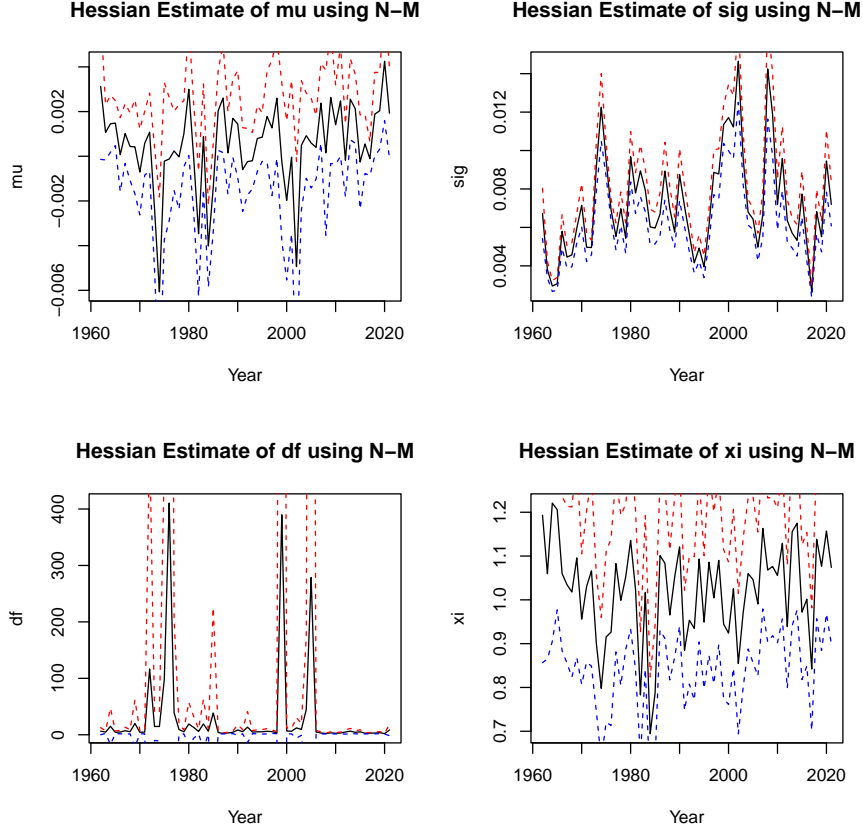 Hessian Estimate of mu using N−M
mu
−0.006
−0.002
0.002
1960
1980
2000
2020
Year
Hessian Estimate of sig using N−M
sig
0.004
0.008
0.012
1960
1980
2000
2020
Year
Hessian Estimate of df using N−M
df
0
100
200
300
400
1960
1980
2000
2020
Year
Hessian Estimate of xi using N−M
xi
0.7
0.8
0.9
1.0
1.1
1.2
1960
1980
2000
2020
Year